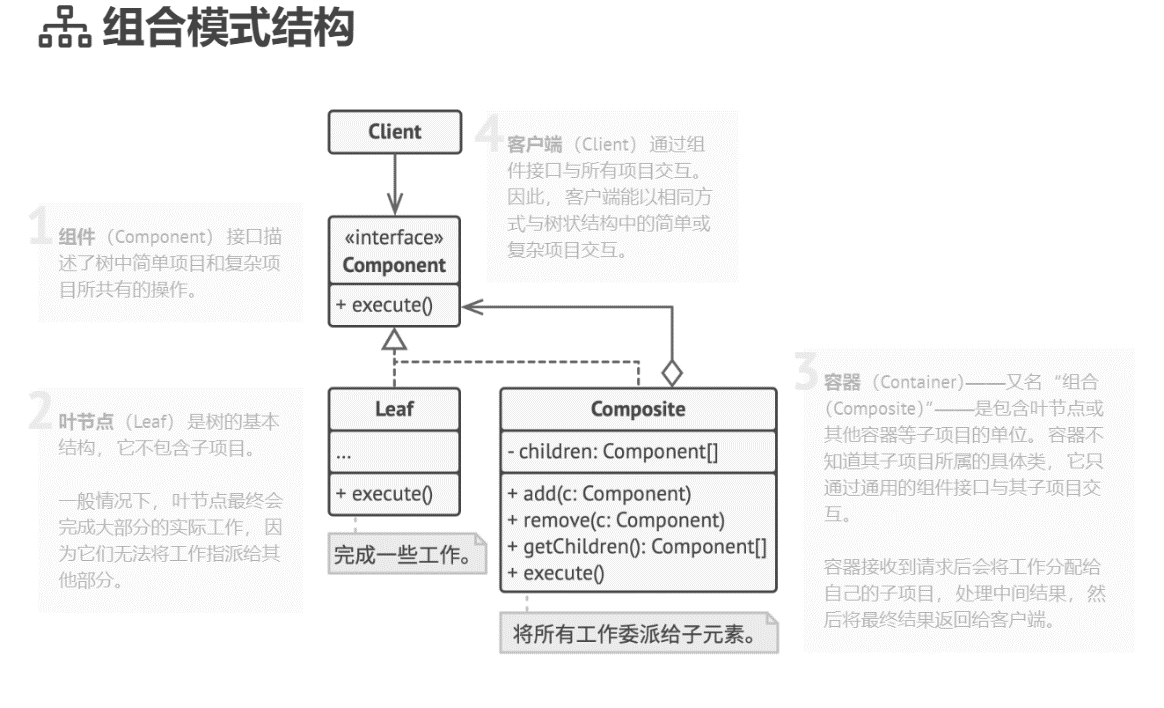 组合模式结构
Client
4
客户端（Client）通过组
件接口与所有项目交互。
因此，客户端能以相同方
式与树状结构中的简单或
复杂项目交互。
1
组件（Component）接口描
述了树中简单项目和复杂项
目所共有的操作。
«interface»
Component
+ execute()
2
叶节点（Leaf）是树的基本
结构，它不包含子项目。
一般情况下，叶节点最终会
完成大部分的实际工作，因
为它们无法将工作指派给其
他部分。
Leaf
...
+ execute()
完成一些工作。
Composite
- children: Component[]
+ add(c: Component)
+ remove(c: Component)
+ getChildren(): Component[]
+ execute()
将所有工作委派给子元素。
3
容器（Container）——又名“组合
（Composite）”——是包含叶节点或
其他容器等子项目的单位。容器不
知道其子项目所属的具体类，它只
通过通用的组件接口与其子项目交
互。
容器接收到请求后会将工作分配给
自己的子项目，处理中间结果，然
后将最终结果返回给客户端。